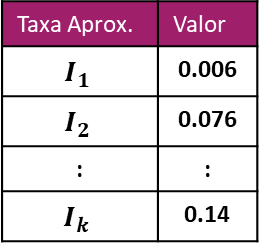 Taxa Aprox. Valor
I₁ 0.006
I₂ 0.076
: :
Iₖ 0.14